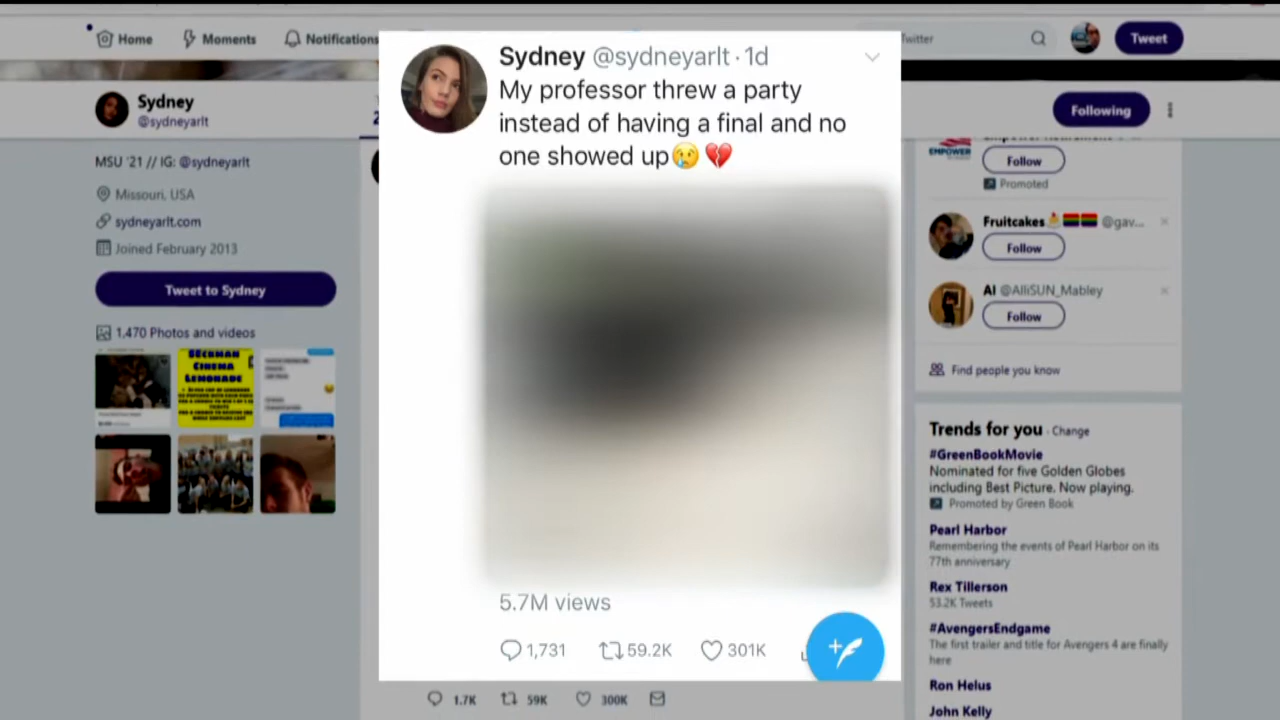 Home
Moments
Notifications
Twitter
Tweet
Sydney
@sydneyarlt
MSU '21 // IG: @sydneyarlt
Missouri, USA
sydneyarlt.com
Joined February 2013
Tweet to Sydney
1,470 Photos and videos
BECKMAN
CINEMA
LEMONADE
Sydney @sydneyarlt · 1d
My professor threw a party
instead of having a final and no
one showed up😢💔
5.7M views
1,731
59.2K
301K
1.7K
59K
300K
Following
EMPOWER
Follow
Promoted
Fruitcakes🍰🏳️‍🌈🏳️‍🌈 @gav...
Follow
Al @AlliSUN_Mabley
Follow
Find people you know
Trends for you · Change
#GreenBookMovie
Nominated for five Golden Globes
including Best Picture. Now playing.
Promoted by Green Book
Pearl Harbor
Remembering the events of Pearl Harbor on its
77th anniversary
Rex Tillerson
53.2K Tweets
#AvengersEndgame
The first trailer and title for Avengers 4 are finally
here
Ron Helus
John Kelly